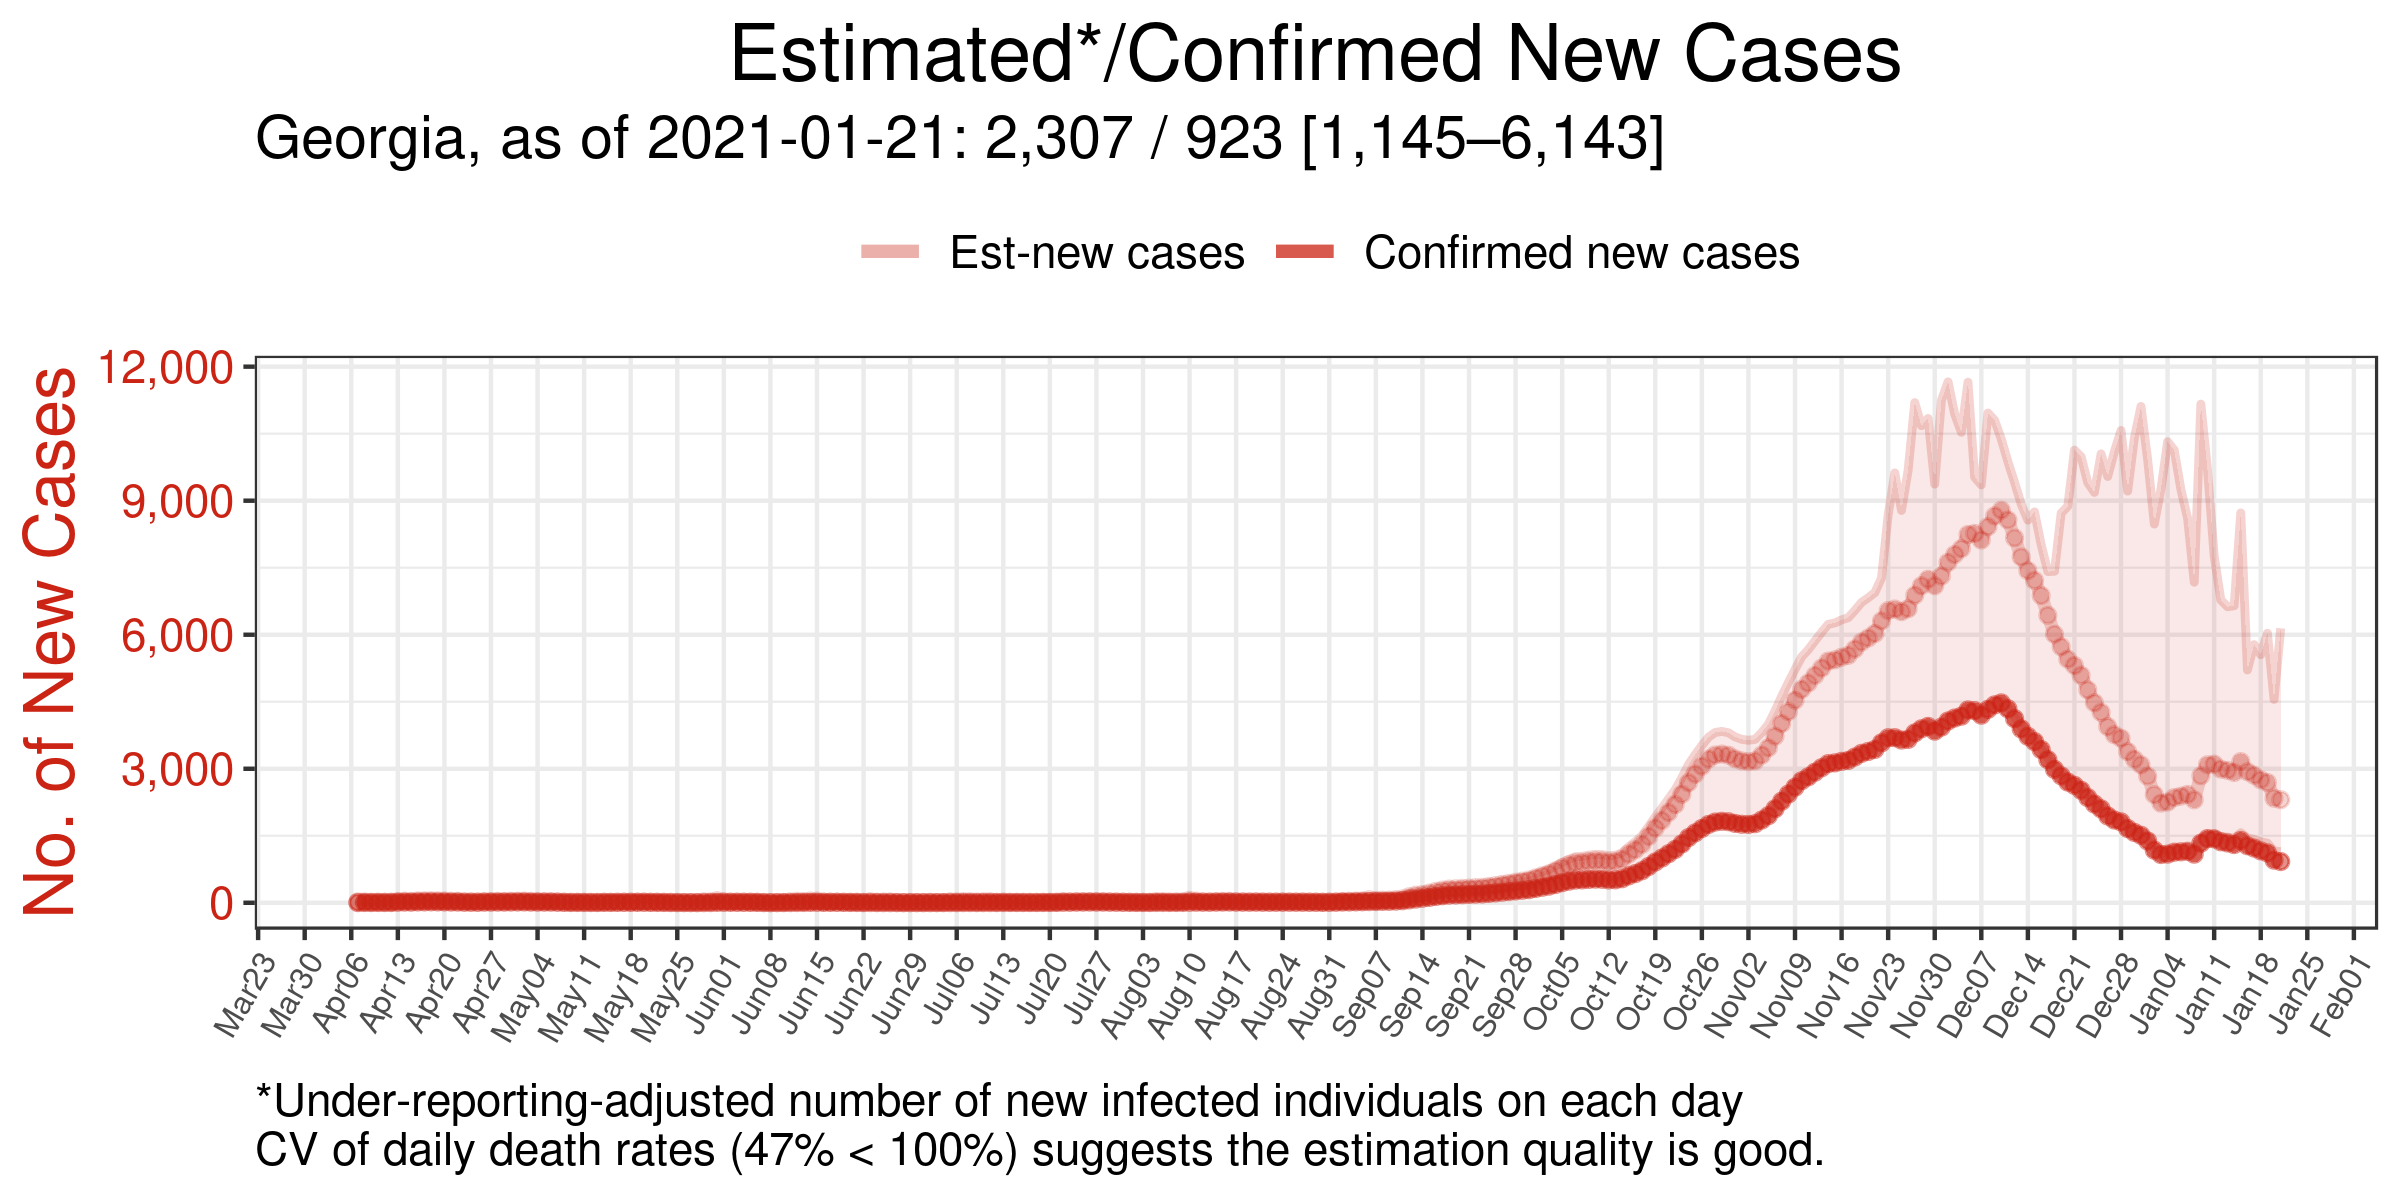 Estimated*/Confirmed New Cases
Georgia, as of 2021-01-21: 2,307 / 923 [1,145–6,143]
Est-new cases Confirmed new cases
No. of New Cases
12,000
9,000
6,000
3,000
0
Mar23 Mar30 Apr06 Apr13 Apr20 Apr27 May04 May11 May18 May25 Jun01 Jun08 Jun15 Jun22 Jun29 Jul06 Jul13 Jul20 Jul27 Aug03 Aug10 Aug17 Aug24 Aug31 Sep07 Sep14 Sep21 Sep28 Oct05 Oct12 Oct19 Oct26 Nov02 Nov09 Nov16 Nov23 Nov30 Dec07 Dec14 Dec21 Dec28 Jan04 Jan11 Jan18 Jan25 Feb01
*Under-reporting-adjusted number of new infected individuals on each day
CV of daily death rates (47% < 100%) suggests the estimation quality is good.